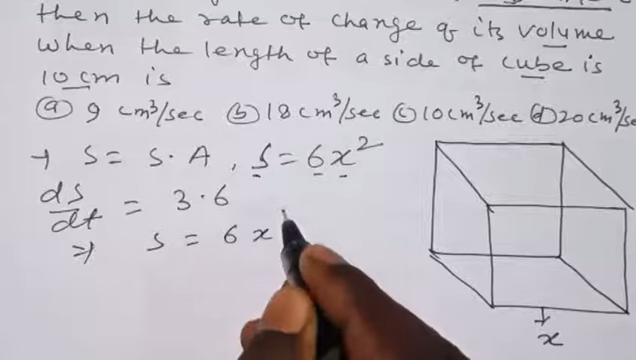 then the rate of change of its volume
when the length of a side of cube is
10 cm is
(a) 9 cm³/sec (b) 18 cm³/sec (c) 10 cm³/sec (d) 20 cm³/se
→ S = S.A, S = 6x²
ds/dt = 3.6
⇒ S = 6x
x